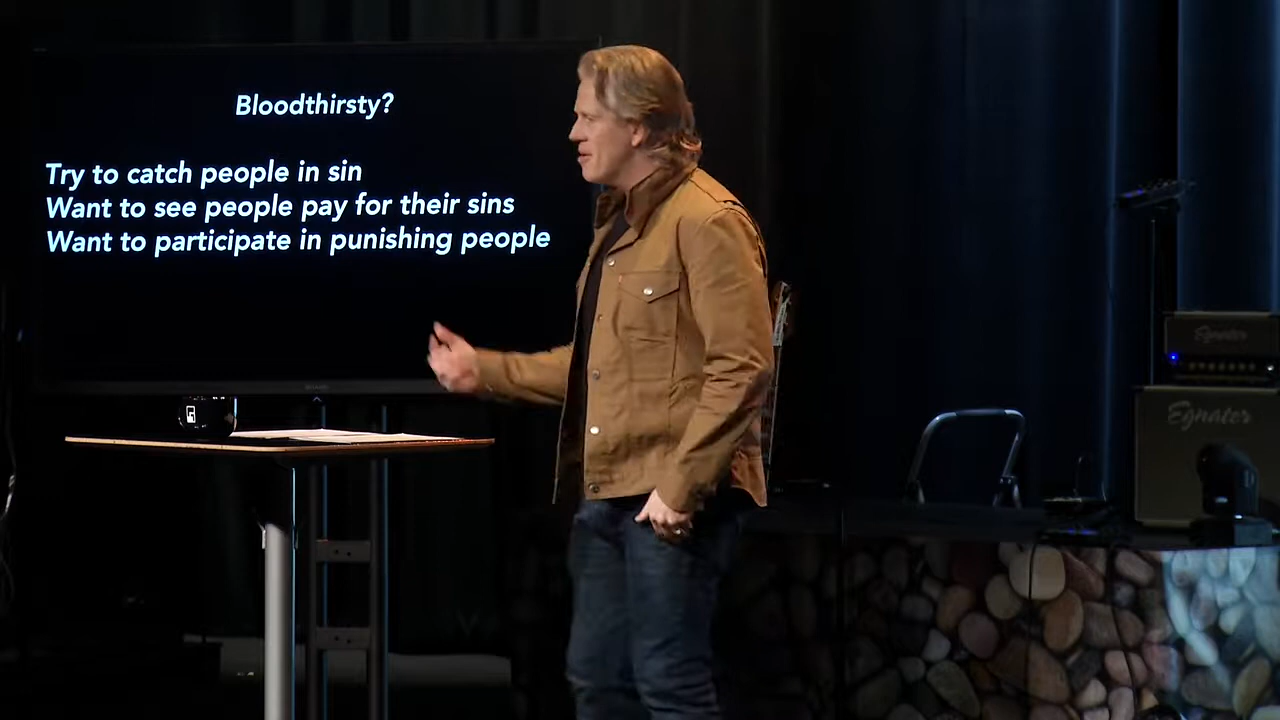 Bloodthirsty?
Try to catch people in sin
Want to see people pay for their sins
Want to participate in punishing people
Egnater
Egnater